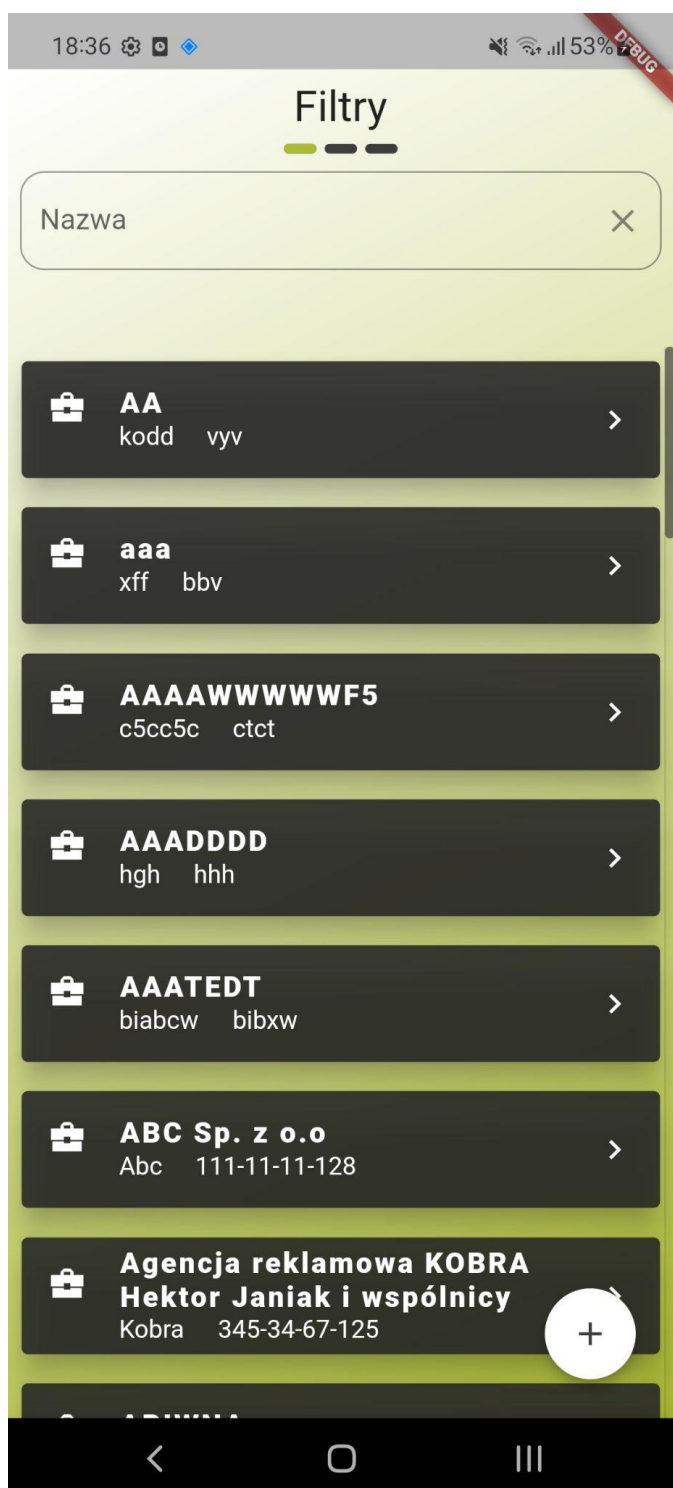 18:36 53%
DEBUG
Filtry
Nazwa
AA
kodd vyv
aaa
xff bbv
AAAAWWWWWF5
c5cc5c ctct
AAADDDD
hgh hhh
AAATEDT
biabcw bibxw
ABC Sp. z o.o
Abc 111-11-11-128
Agencja reklamowa KOBRA
Hektor Janiak i wspólnicy
Kobra 345-34-67-125